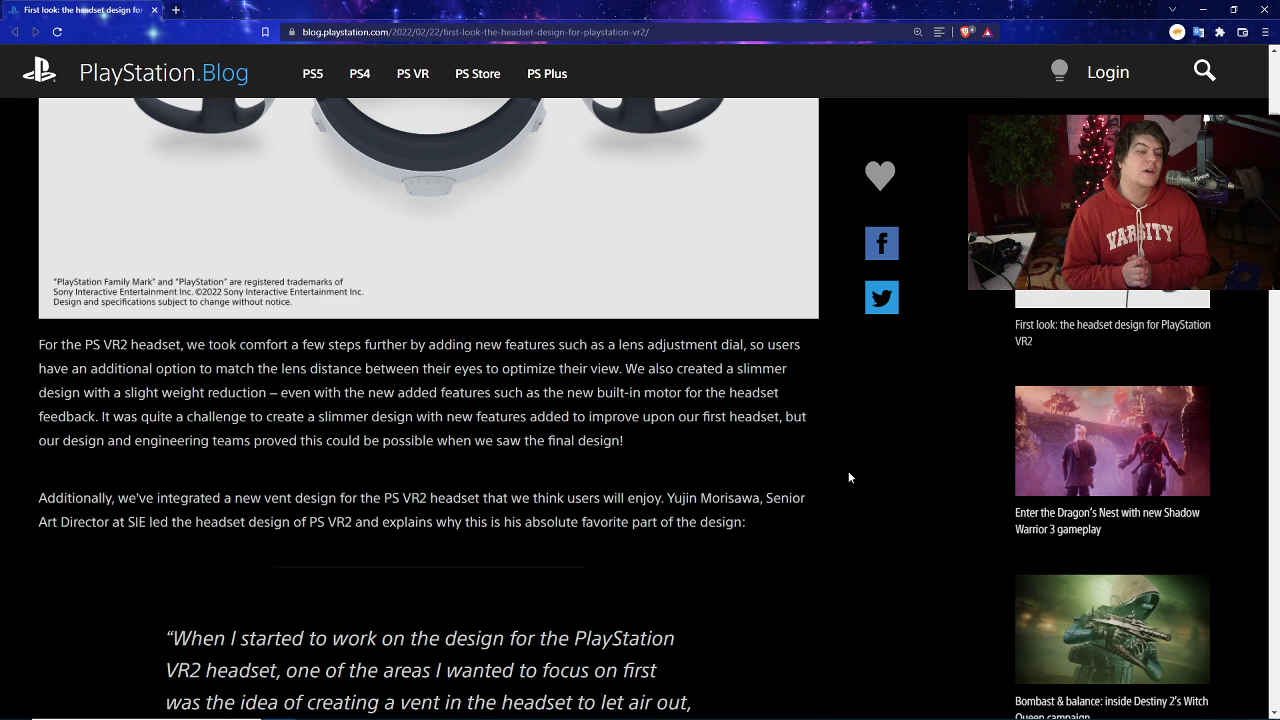 First look: the headset design for
blog.playstation.com/2022/02/22/first-look-the-headset-design-for-playstation-vr2/
PlayStation.Blog
PS5
PS4
PS VR
PS Store
PS Plus
Login
"PlayStation Family Mark" and "PlayStation" are registered trademarks of
Sony Interactive Entertainment Inc. ©2022 Sony Interactive Entertainment Inc.
Design and specifications subject to change without notice.
For the PS VR2 headset, we took comfort a few steps further by adding new features such as a lens adjustment dial, so users
have an additional option to match the lens distance between their eyes to optimize their view. We also created a slimmer
design with a slight weight reduction – even with the new added features such as the new built-in motor for the headset
feedback. It was quite a challenge to create a slimmer design with new features added to improve upon our first headset, but
our design and engineering teams proved this could be possible when we saw the final design!
Additionally, we've integrated a new vent design for the PS VR2 headset that we think users will enjoy. Yujin Morisawa, Senior
Art Director at SIE led the headset design of PS VR2 and explains why this is his absolute favorite part of the design:
“When I started to work on the design for the PlayStation
VR2 headset, one of the areas I wanted to focus on first
was the idea of creating a vent in the headset to let air out,
VARSITY
First look: the headset design for PlayStation
VR2
Enter the Dragon's Nest with new Shadow
Warrior 3 gameplay
Bombast & balance: inside Destiny 2's Witch
Queen campaign